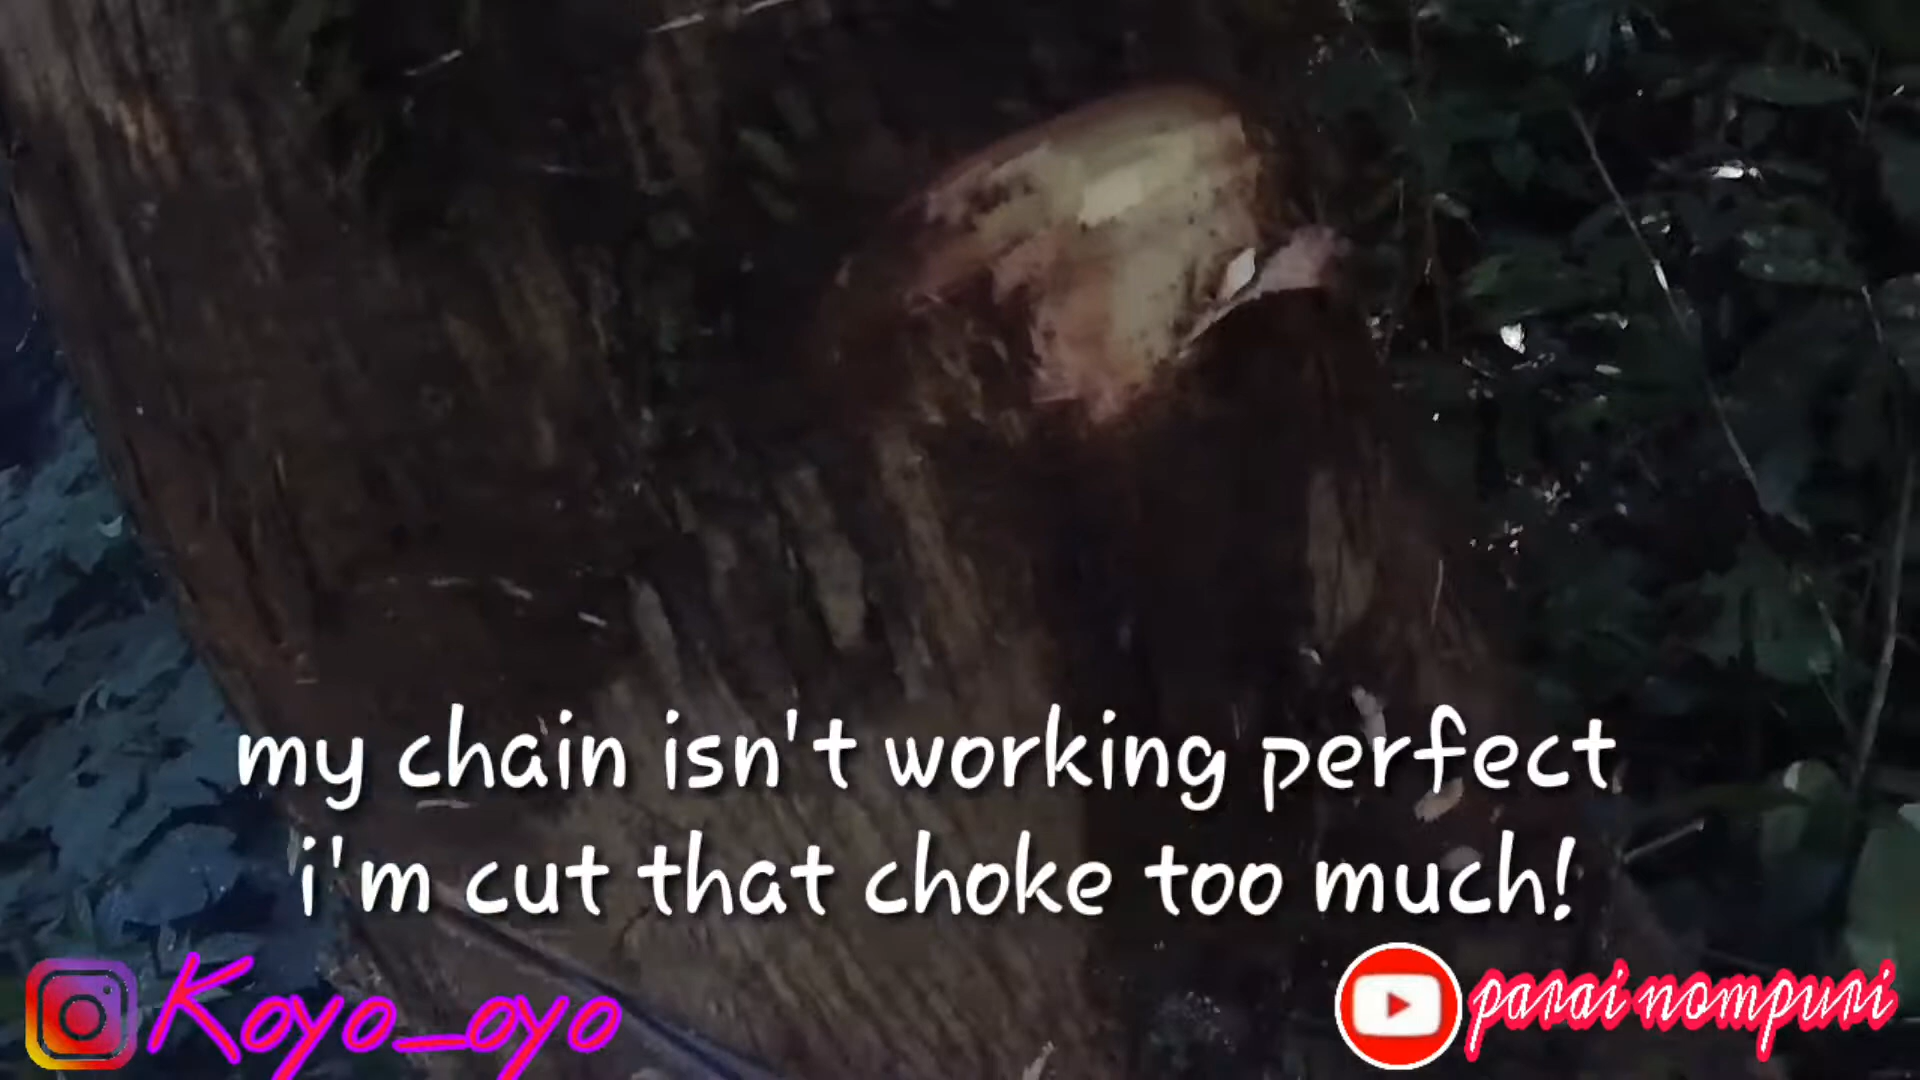 my chain isn't working perfect
i'm cut that choke too much!
Koyo_oyo
parai nompuri